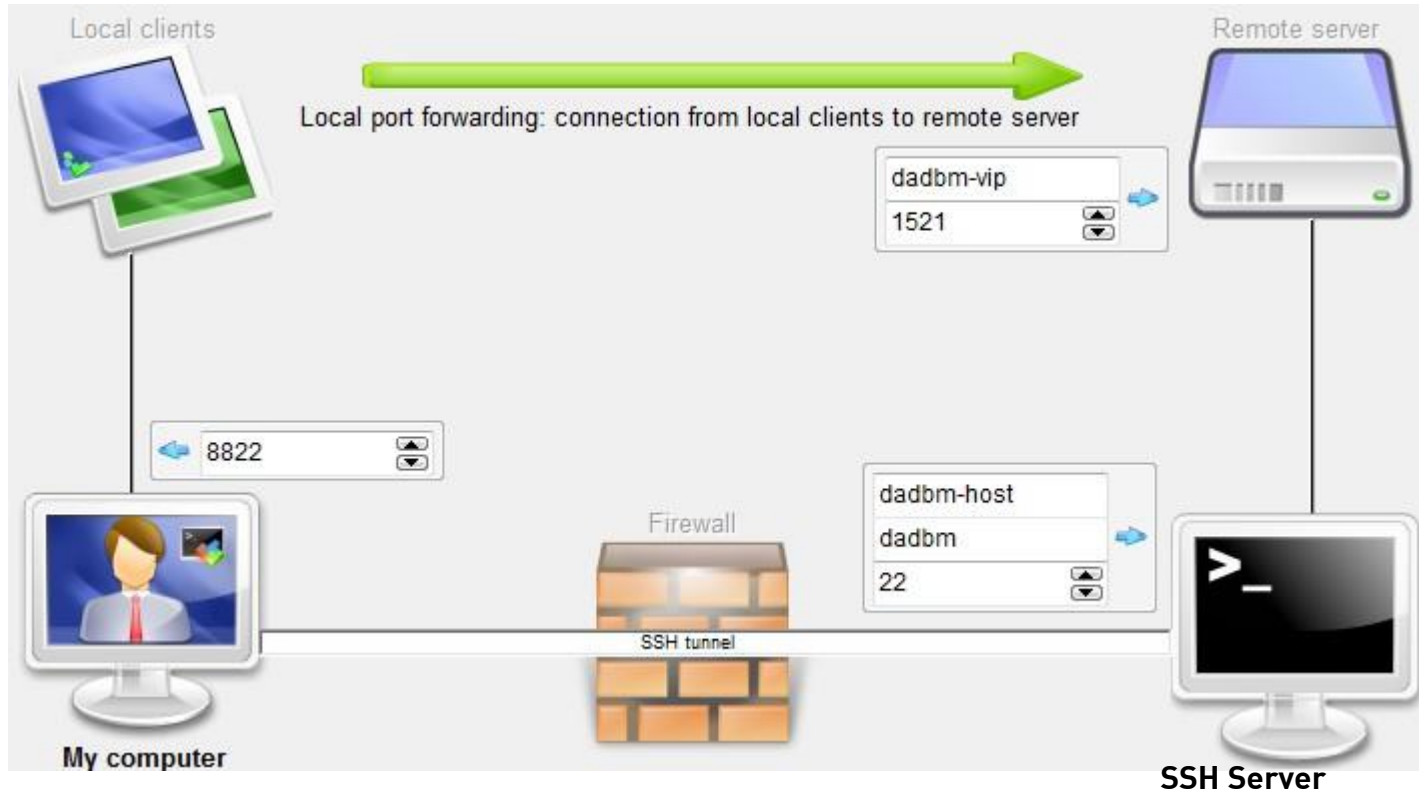 Local clients
Remote server
Local port forwarding: connection from local clients to remote server
dadbm-vip
1521
8822
dadbm-host
dadbm
22
Firewall
>_
SSH tunnel
My computer
SSH Server